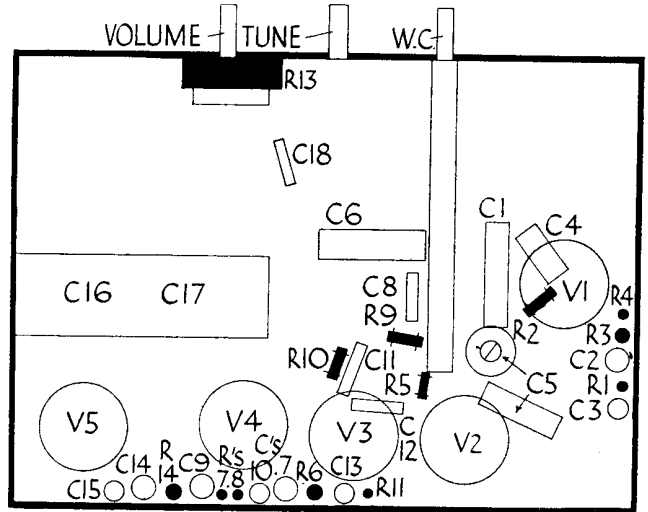 VOLUME TUNE W.C.
R13
C18
C6
C1
C4
C16 C17
C8
V1
R4
R9
R2
R3
C2
R10
C11
R5
C5
R1
C3
V5
V4
V3
C
12
V2
C14
R
14
C9
R's
7.8
C's
10.7
R6
C13
C15
R11